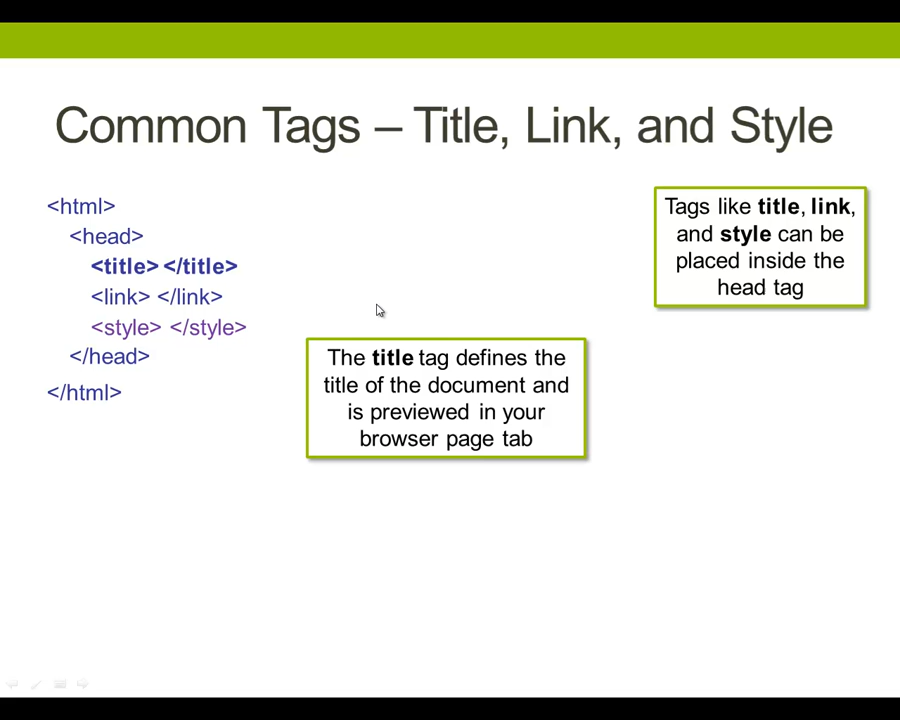 Common Tags – Title, Link, and Style
<html>
<head>
<title> </title>
<link> </link>
<style> </style>
</head>
</html>
Tags like title, link,
and style can be
placed inside the
head tag
The title tag defines the
title of the document and
is previewed in your
browser page tab